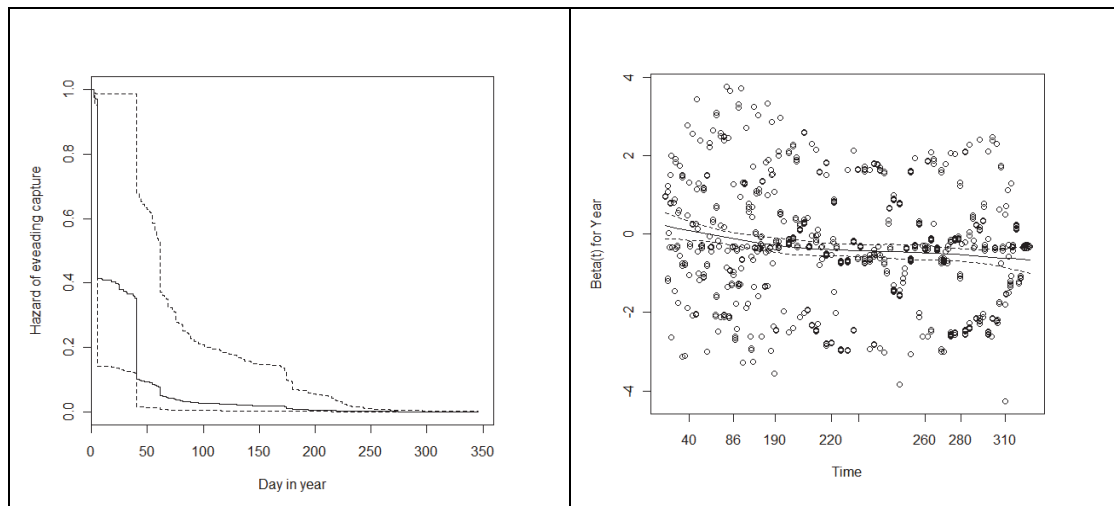 Hazard of eveading capture
1.0
0.8
0.6
0.4
0.2
0.0
0 50 100 150 200 250 300 350
Day in year
Beta(t) for Year
4
2
0
-2
-4
40 86 190 220 260 280 310
Time